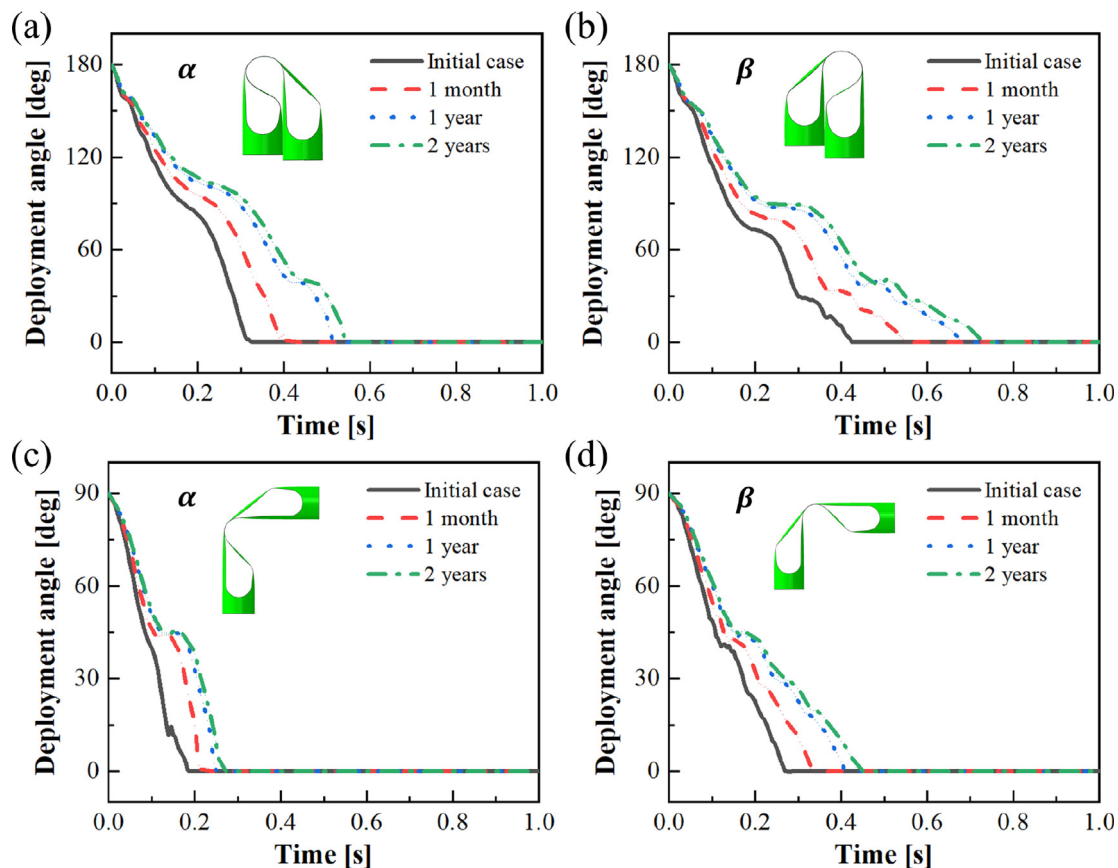 (a)
Deployment angle [deg]
180
120
60
0
α
Initial case
1 month
1 year
2 years
0.0 0.2 0.4 0.6 0.8 1.0
Time [s]
(b)
Deployment angle [deg]
180
120
60
0
β
Initial case
1 month
1 year
2 years
0.0 0.2 0.4 0.6 0.8 1.0
Time [s]
(c)
Deployment angle [deg]
90
60
30
0
α
Initial case
1 month
1 year
2 years
0.0 0.2 0.4 0.6 0.8 1.0
Time [s]
(d)
Deployment angle [deg]
90
60
30
0
β
Initial case
1 month
1 year
2 years
0.0 0.2 0.4 0.6 0.8 1.0
Time [s]